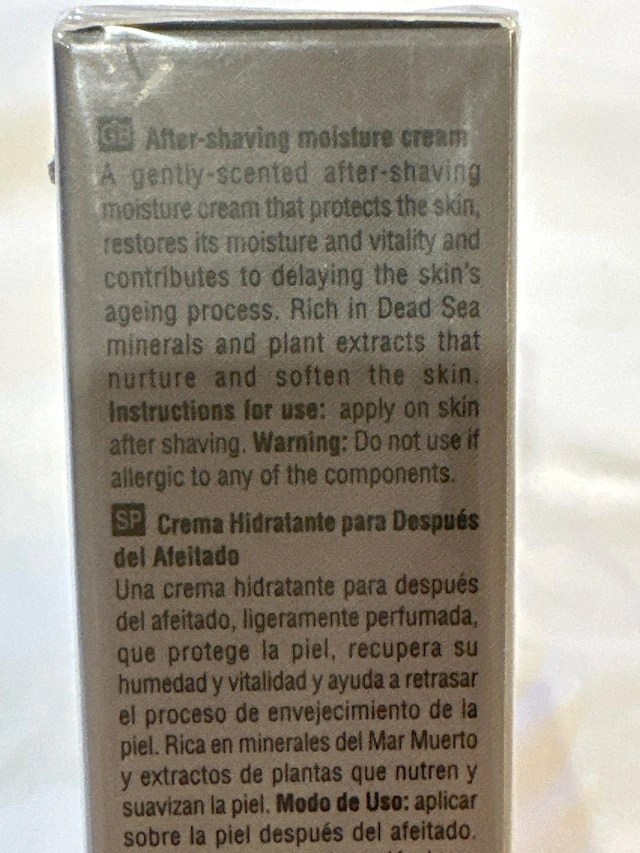 GB After-shaving moisture cream
A gently-scented after-shaving
moisture cream that protects the skin,
restores its moisture and vitality and
contributes to delaying the skin's
ageing process. Rich in Dead Sea
minerals and plant extracts that
nurture and soften the skin.
Instructions for use: apply on skin
after shaving. Warning: Do not use if
allergic to any of the components.
SP Crema Hidratante para Después
del Afeitado
Una crema hidratante para después
del afeitado, ligeramente perfumada,
que protege la piel, recupera su
humedad y vitalidad y ayuda a retrasar
el proceso de envejecimiento de la
piel. Rica en minerales del Mar Muerto
y extractos de plantas que nutren y
suavizan la piel. Modo de Uso: aplicar
sobre la piel después del afeitado.